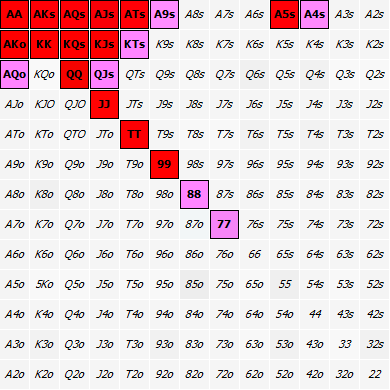 AA AKs AQs AJs ATs A9s A8s A7s A6s A5s A4s A3s A2s
AKo KK KQs KJs KTs K9s K8s K7s K6s K5s K4s K3s K2s
AQo KQo QQ QJs QTs Q9s Q8s Q7s Q6s Q5s Q4s Q3s Q2s
AJo KJO QJO JJ JTs J9s J8s J7s J6s J5s J4s J3s J2s
ATo KTo QTO JTo TT T9s T8s T7s T6s T5s T4s T3s T2s
A9o K9o Q9o J9o T9o 99 98s 97s 96s 95s 94s 93s 92s
A8o K8o Q8o J8o T8o 98o 88 87s 86s 85s 84s 83s 82s
A7o K7o Q7o J7o T7o 97o 87o 77 76s 75s 74s 73s 72s
A6o K6o Q6o J6o T6o 96o 86o 76o 66 65s 64s 63s 62s
A5o 5Ko Q5o J5o T5o 95o 85o 75o 65o 55 54s 53s 52s
A4o K4o Q4o J4o T4o 94o 84o 74o 64o 54o 44 43s 42s
A3o K3o Q3o J3o T3o 93o 83o 73o 63o 53o 43o 33 32s
A2o K2o Q2o J2o T2o 92o 82o 72o 62o 52o 42o 32o 22